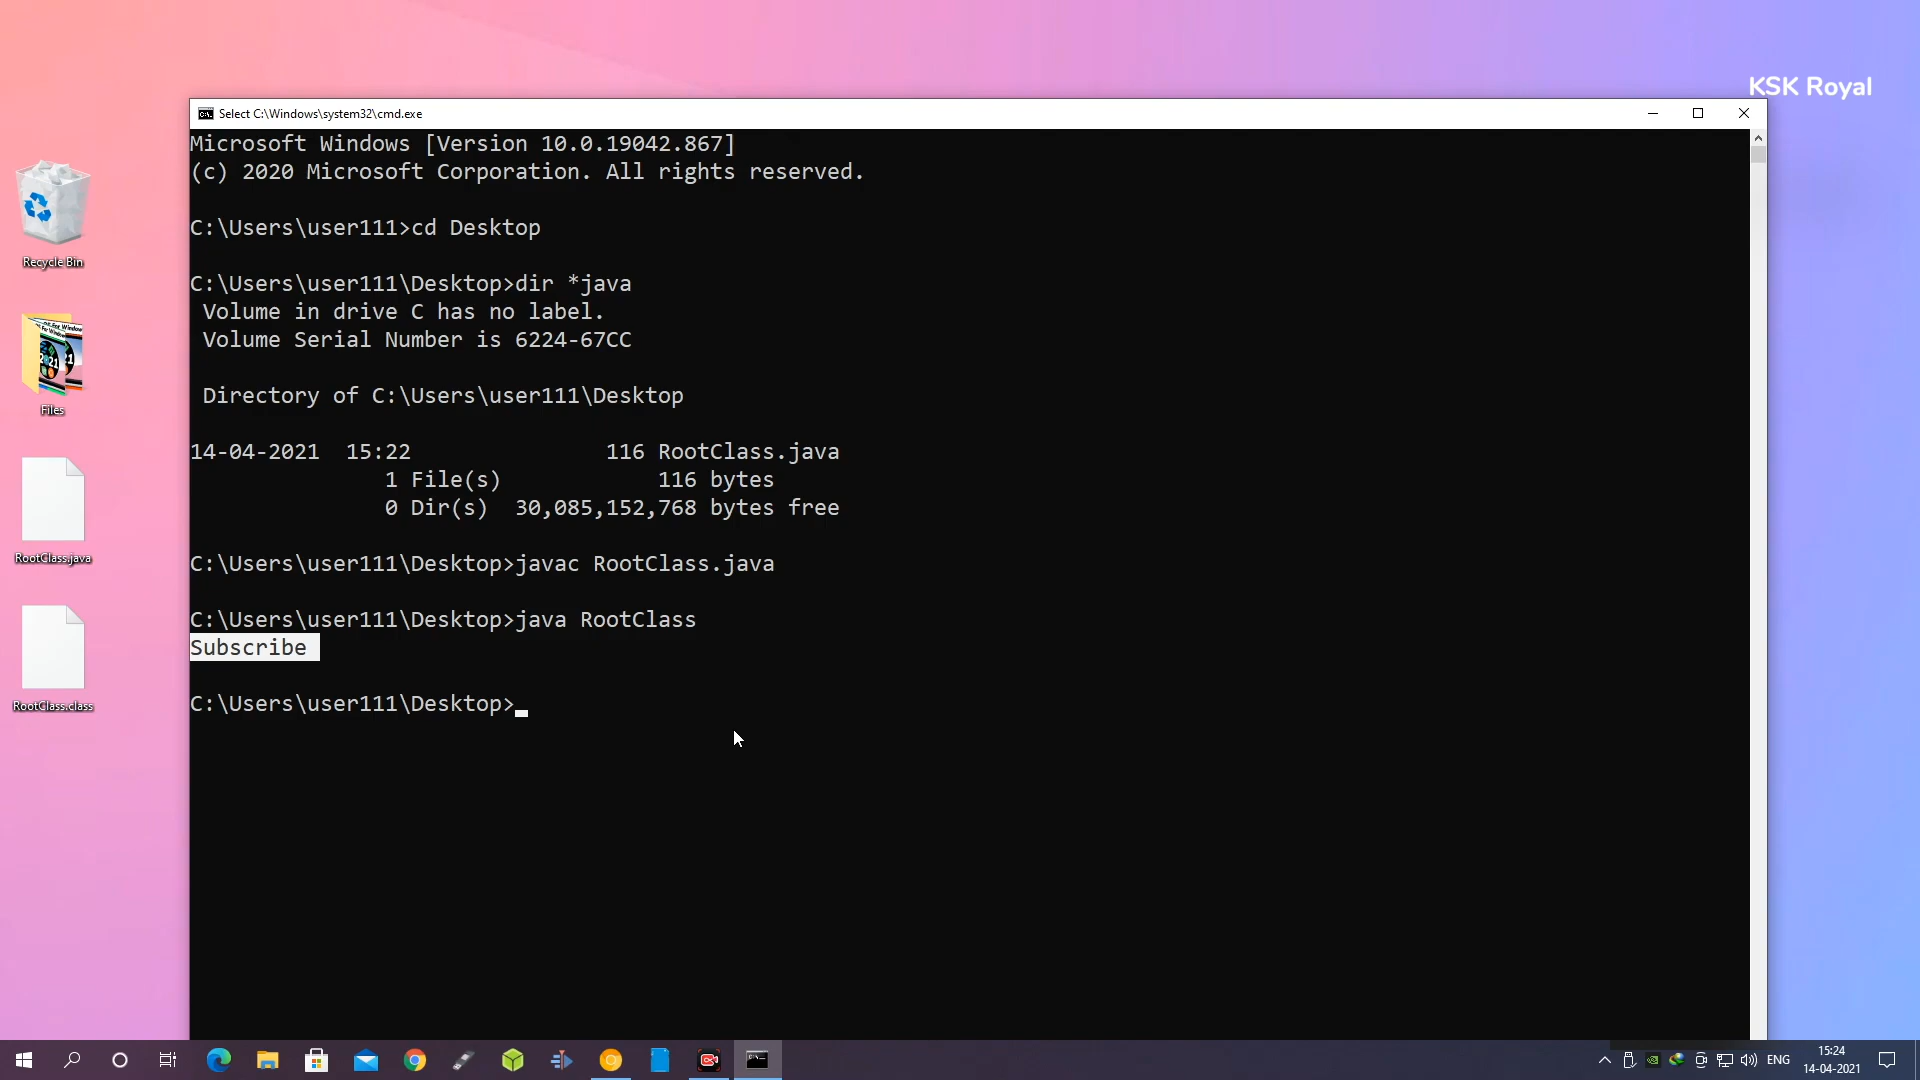 KSK Royal
Select C:\Windows\system32\cmd.exe
Microsoft Windows [Version 10.0.19042.867]
(c) 2020 Microsoft Corporation. All rights reserved.
C:\Users\user111>cd Desktop
C:\Users\user111\Desktop>dir *java
Volume in drive C has no label.
Volume Serial Number is 6224-67CC
Directory of C:\Users\user111\Desktop
14-04-2021  15:22               116 RootClass.java
1 File(s)            116 bytes
0 Dir(s)  30,085,152,768 bytes free
C:\Users\user111\Desktop>javac RootClass.java
C:\Users\user111\Desktop>java RootClass
Subscribe
C:\Users\user111\Desktop>
Recycle Bin
Files
RootClass.java
RootClass.class
ENG
15:24
14-04-2021